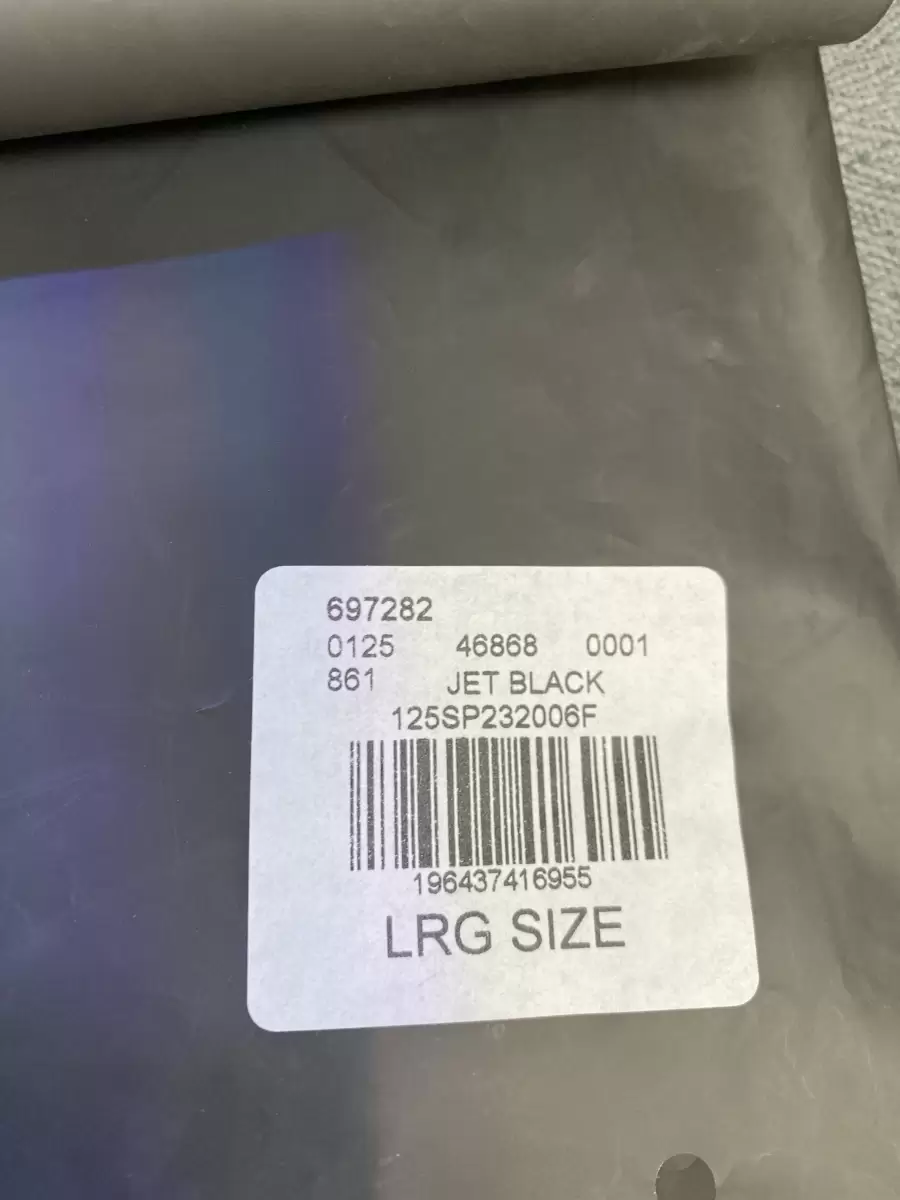 697282
0125 46868 0001
861 JET BLACK
125SP232006F
196437416955
LRG SIZE